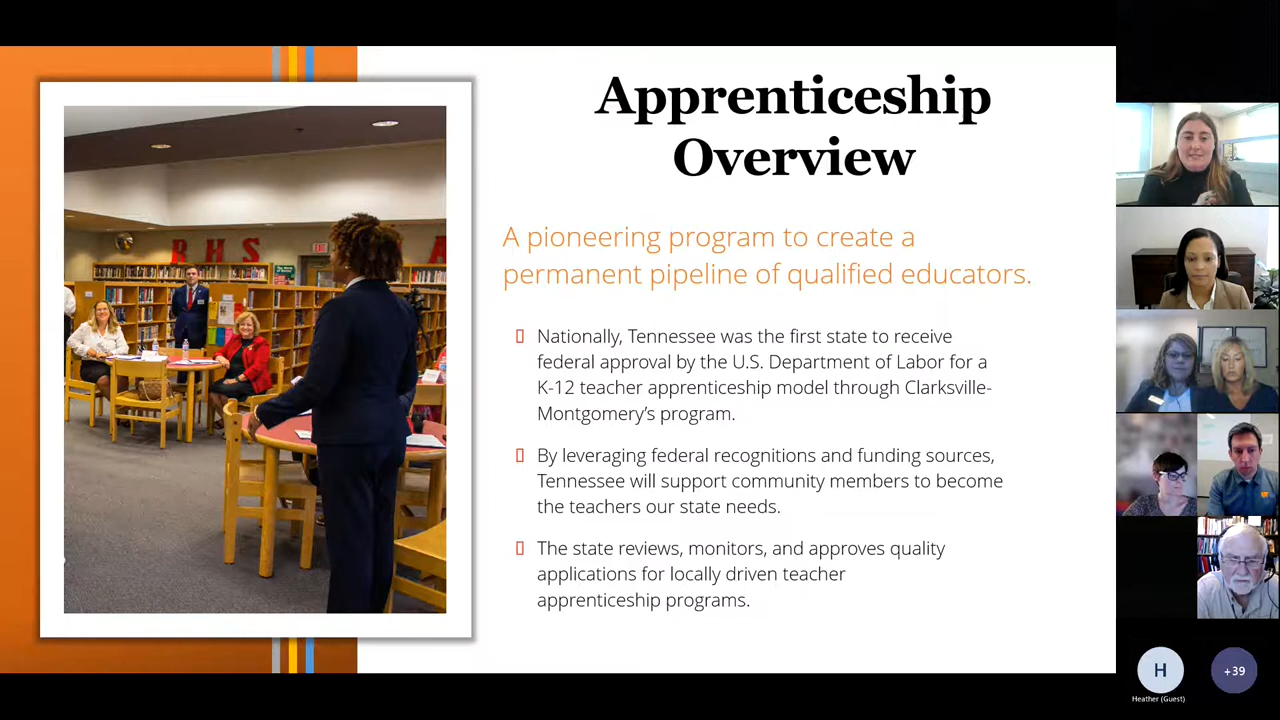 Apprenticeship
Overview
A pioneering program to create a
permanent pipeline of qualified educators.
Nationally, Tennessee was the first state to receive
federal approval by the U.S. Department of Labor for a
K-12 teacher apprenticeship model through Clarksville-
Montgomery’s program.
By leveraging federal recognitions and funding sources,
Tennessee will support community members to become
the teachers our state needs.
The state reviews, monitors, and approves quality
applications for locally driven teacher
apprenticeship programs.
R H S
A
EXIT
H
+39
Heather (Guest)